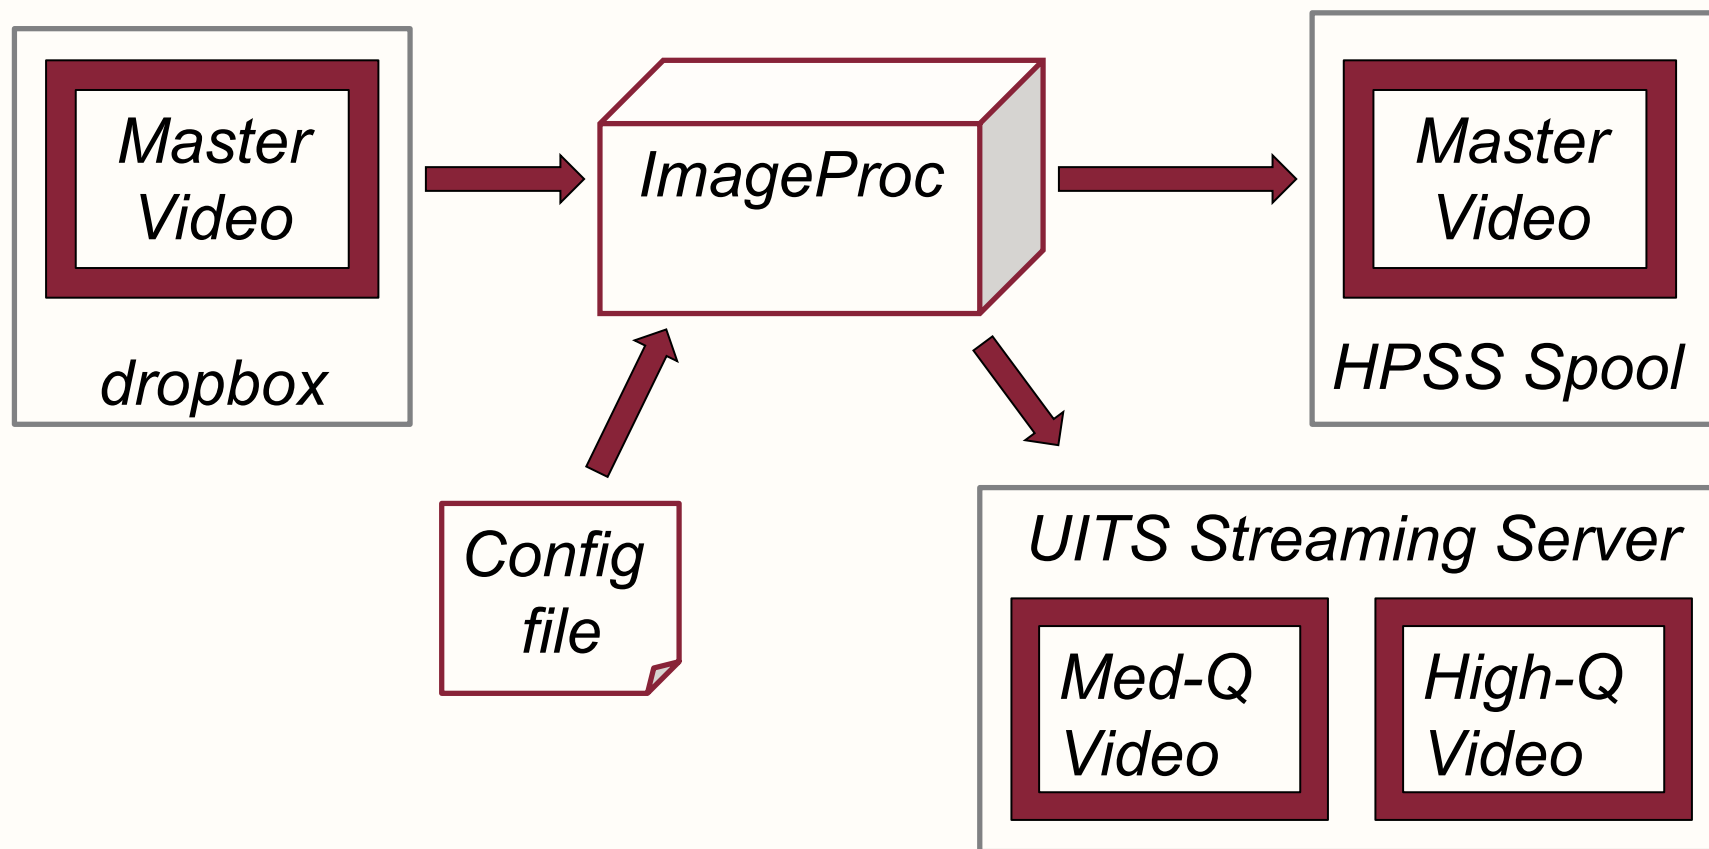 Master
Video
dropbox
ImageProc
Master
Video
HPSS Spool
Config
file
UITS Streaming Server
Med-Q
Video
High-Q
Video